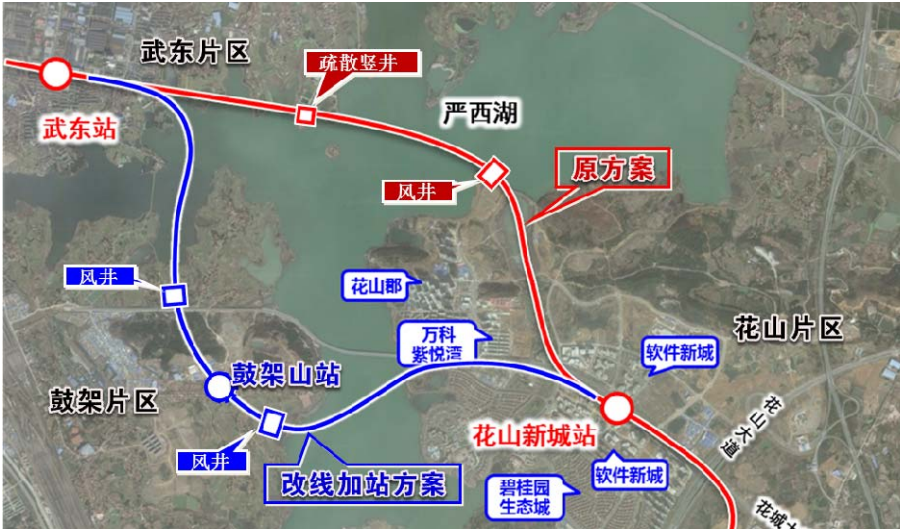 武东片区
疏散竖井
武东站
严西湖
原方案
风井
风井
花山郡
万科
紫悦湾
花山片区
软件新城
鼓架山站
鼓架片区
花山大道
花山新城站
风井
改线加站方案
碧桂园
生态城
软件新城
花城大